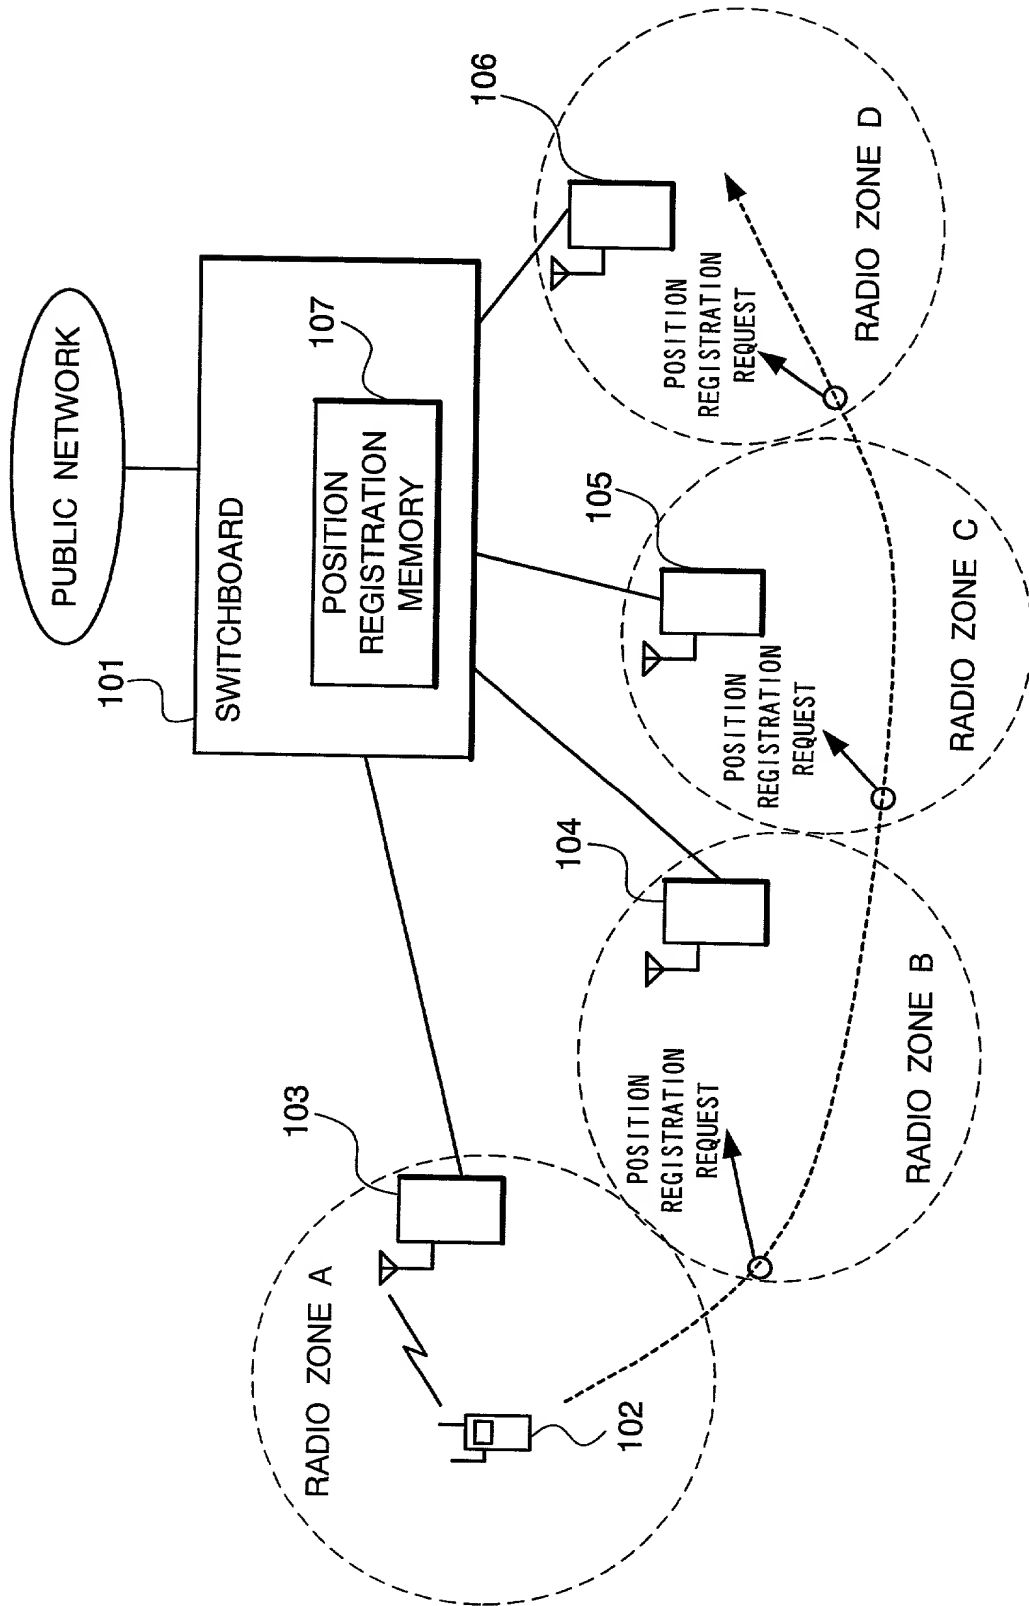 PUBLIC NETWORK
101
SWITCHBOARD
107
POSITION
REGISTRATION
MEMORY
103
104
105
106
RADIO ZONE A
102
POSITION
REGISTRATION
REQUEST
RADIO ZONE B
POSITION
REGISTRATION
REQUEST
RADIO ZONE C
POSITION
REGISTRATION
REQUEST
RADIO ZONE D